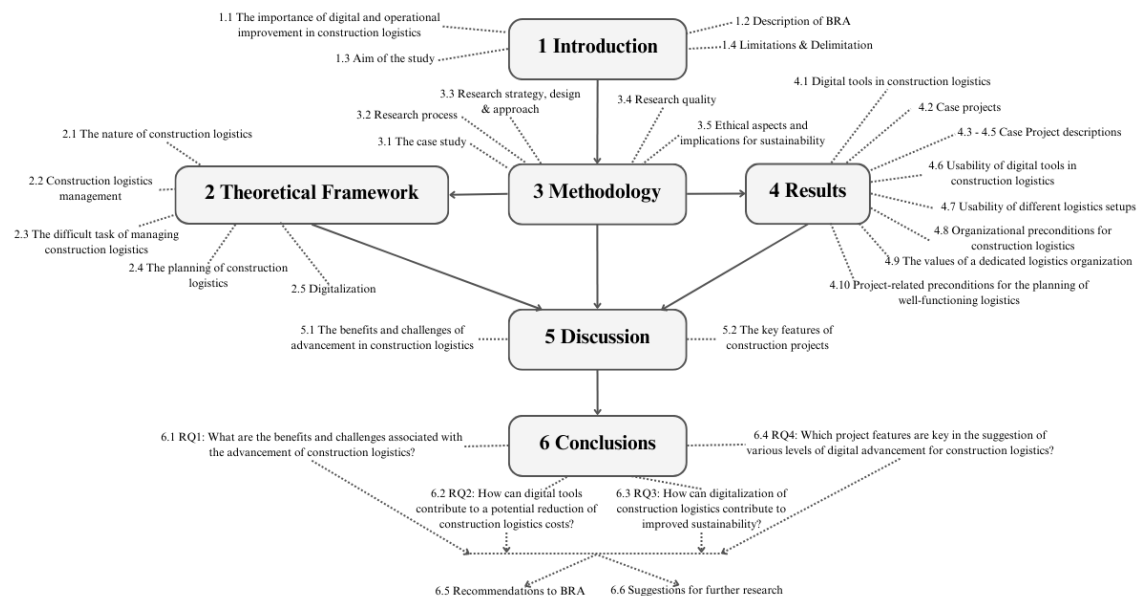 1.1 The importance of digital and operational
improvement in construction logistics
1.2 Description of BRA
1 Introduction
1.3 Aim of the study
1.4 Limitations & Delimitation
3.3 Research strategy, design
& approach
3.2 Research process
3.1 The case study
3.4 Research quality
3.5 Ethical aspects and
implications for sustainability
4.1 Digital tools in construction logistics
4.2 Case projects
4.3 - 4.5 Case Project descriptions
4.6 Usability of digital tools in
construction logistics
4.7 Usability of different logistics setups
4.8 Organizational preconditions for
construction logistics
4.9 The values of a dedicated logistics organization
4.10 Project-related preconditions for the planning of
well-functioning logistics
2.1 The nature of construction logistics
2.2 Construction logistics
management
2 Theoretical Framework
3 Methodology
4 Results
2.3 The difficult task of managing
construction logistics
2.4 The planning of construction
logistics
2.5 Digitalization
5.1 The benefits and challenges of
advancement in construction logistics
5 Discussion
5.2 The key features of
construction projects
6.1 RQ1: What are the benefits and challenges associated with
the advancement of construction logistics?
6 Conclusions
6.4 RQ4: Which project features are key in the suggestion of
various levels of digital advancement for construction logistics?
6.2 RQ2: How can digital tools
contribute to a potential reduction of
construction logistics costs?
6.3 RQ3: How can digitalization of
construction logistics contribute to
improved sustainability?
6.5 Recommendations to BRA
6.6 Suggestions for further research